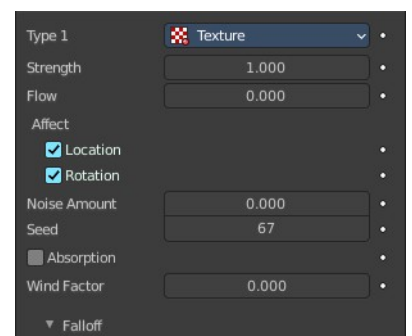 Type 1 Texture
Strength 1.000
Flow 0.000
Affect
Location
Rotation
Noise Amount 0.000
Seed 67
Absorption
Wind Factor 0.000
Falloff